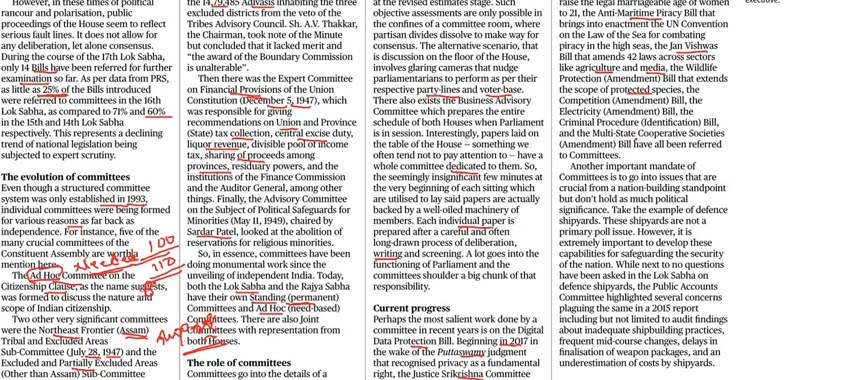 However, in these times of political
rancour and polarisation, public
proceedings of the House seem to reflect
serious fault lines. It does not allow for
any deliberation, let alone consensus.
During the course of the 17th Lok Sabha,
only 14 Bills have been referred for further
examination so far. As per data from PRS,
as little as 25% of the Bills introduced
were referred to committees in the 16th
Lok Sabha, as compared to 71% and 60%
in the 15th and 14th Lok Sabha
respectively. This represents a declining
trend of national legislation being
subjected to expert scrutiny.
The evolution of committees
Even though a structured committee
system was only established in 1993,
individual committees were being formed
for various reasons as far back as
independence. For instance, five of the
many crucial committees of the
Constituent Assembly are worth
mention here.
The Ad Hoc Committee on the
Citizenship Clause, as the name suggests,
was formed to discuss the nature and
scope of Indian citizenship.
Two other very significant committees
were the Northeast Frontier (Assam)
Tribal and Excluded Areas
Sub-Committee (July 28, 1947) and the
Excluded and Partially Excluded Areas
(Other than Assam) Sub-Committee
100
the 14,79,485 Adivasis inhabiting the three
excluded districts from the veto of the
Tribes Advisory Council. Sh. A.V. Thakkar,
the Chairman, took note of the Minute
but concluded that it lacked merit and
“the award of the Boundary Commission
is unalterable”.
Then there was the Expert Committee
on Financial Provisions of the Union
Constitution (December 5, 1947), which
was responsible for giving
recommendations on Union and Province
(State) tax collection, central excise duty,
liquor revenue, divisible pool of income
tax, sharing of proceeds among
provinces, residuary powers, and the
institutions of the Finance Commission
and the Auditor General, among other
things. Finally, the Advisory Committee
on the Subject of Political Safeguards for
Minorities (May 11, 1949), chaired by
Sardar Patel, looked at the abolition of
reservations for religious minorities.
So, in essence, committees have been
doing monumental work since the
unveiling of independent India. Today,
both the Lok Sabha and the Rajya Sabha
have their own Standing (permanent)
Committees and Ad Hoc (need-based)
Committees. There are also Joint
Committees with representation from
both Houses.
The role of committees
Committees go into the details of a
at the revised estimates stage. Such
objective assessments are only possible in
the confines of a committee room, where
partisan divides dissolve to make way for
consensus. The alternative scenario, that
is discussion on the floor of the House,
involves glaring cameras that nudge
parliamentarians to perform as per their
respective party-lines and voter-base.
There also exists the Business Advisory
Committee which prepares the entire
schedule of both Houses when Parliament
is in session. Interestingly, papers laid on
the table of the House — something we
often tend not to pay attention to — have a
whole committee dedicated to them. So,
the seemingly insignificant few minutes at
the very beginning of each sitting which
are utilised to lay said papers are actually
backed by a well-oiled machinery of
members. Each individual paper is
prepared after a careful and often
long-drawn process of deliberation,
writing and screening. A lot goes into the
functioning of Parliament and the
committees shoulder a big chunk of that
responsibility.
Current progress
Perhaps the most salient work done by a
committee in recent years is on the Digital
Data Protection Bill. Beginning in 2017 in
the wake of the Puttaswamy judgment
that recognised privacy as a fundamental
right, the Justice Srikrishna Committee
raise the legal marriageable age of women
to 21, the Anti-Maritime Piracy Bill that
brings into enactment the UN Convention
on the Law of the Sea for combating
piracy in the high seas, the Jan Vishwas
Bill that amends 42 laws across sectors
like agriculture and media, the Wildlife
Protection (Amendment) Bill that extends
the scope of protected species, the
Competition (Amendment) Bill, the
Electricity (Amendment) Bill, the
Criminal Procedure (Identification) Bill,
and the Multi-State Cooperative Societies
(Amendment) Bill have all been referred
to Committees.
Another important mandate of
Committees is to go into issues that are
crucial from a nation-building standpoint
but don't hold as much political
significance. Take the example of defence
shipyards. These shipyards are not a
primary poll issue. However, it is
extremely important to develop these
capabilities for safeguarding the security
of the nation. While next to no questions
have been asked in the Lok Sabha on
defence shipyards, the Public Accounts
Committee highlighted several concerns
plaguing the same in a 2015 report
including but not limited to audit findings
about inadequate shipbuilding practices,
frequent mid-course changes, delays in
finalisation of weapon packages, and an
underestimation of costs by shipyards.
executive.